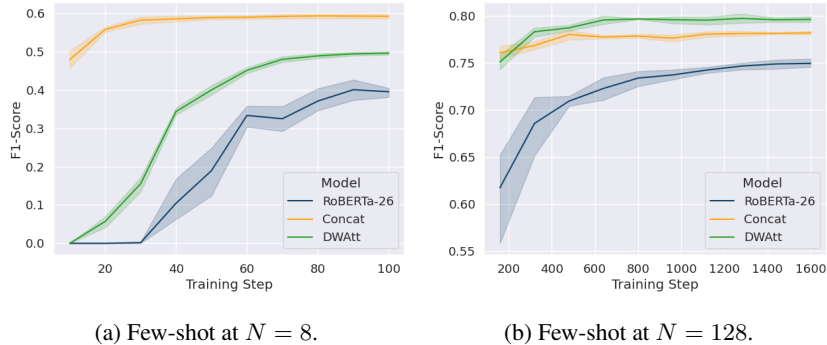 0.6
0.5
0.4
0.3
0.2
0.1
0.0
F1-Score
20
40
60
80
100
Training Step
Model
RoBERTa-26
Concat
DWAtt
(a) Few-shot at N = 8.
0.80
0.75
0.70
0.65
0.60
0.55
F1-Score
200
400
600
800
1000
1200
1400
1600
Training Step
Model
RoBERTa-26
Concat
DWAtt
(b) Few-shot at N = 128.